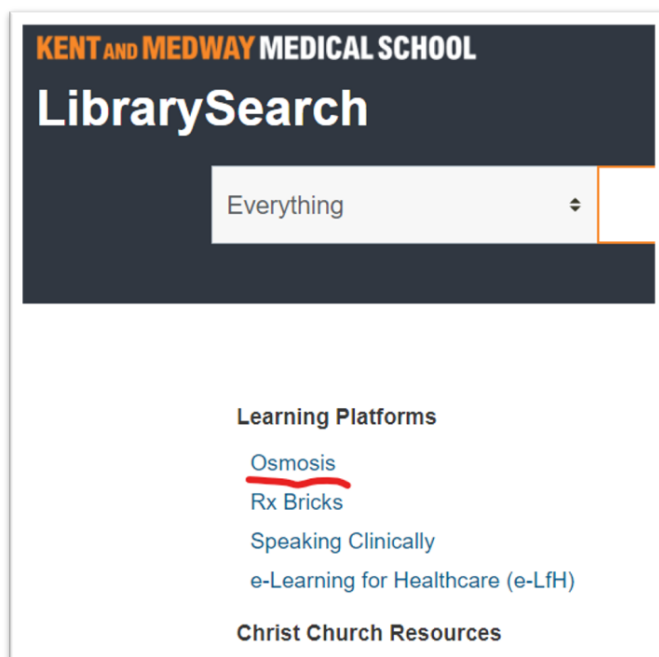 KENT AND MEDWAY MEDICAL SCHOOL
LibrarySearch
Everything
Learning Platforms
Osmosis
Rx Bricks
Speaking Clinically
e-Learning for Healthcare (e-LfH)
Christ Church Resources